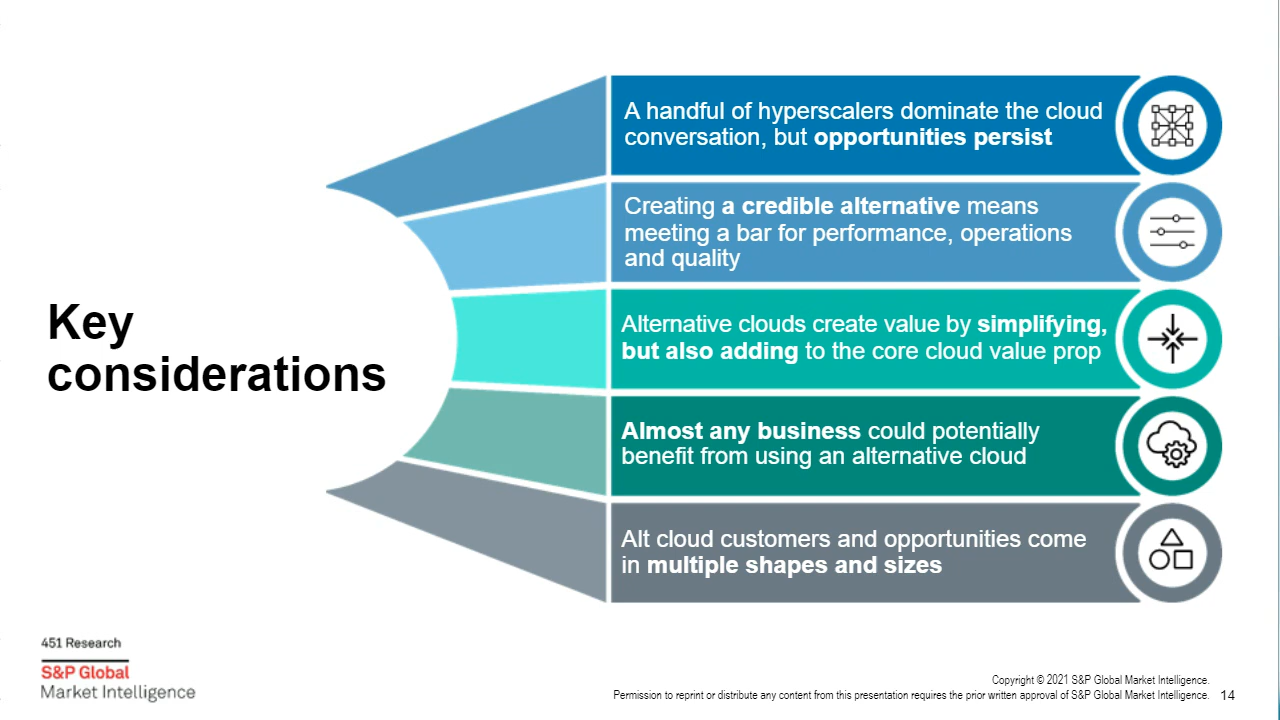 Key
considerations
A handful of hyperscalers dominate the cloud
conversation, but opportunities persist
Creating a credible alternative means
meeting a bar for performance, operations
and quality
Alternative clouds create value by simplifying,
but also adding to the core cloud value prop
Almost any business could potentially
benefit from using an alternative cloud
Alt cloud customers and opportunities come
in multiple shapes and sizes
451 Research
S&P Global
Market Intelligence
Copyright © 2021 S&P Global Market Intelligence.
Permission to reprint or distribute any content from this presentation requires the prior written approval of S&P Global Market Intelligence.
14